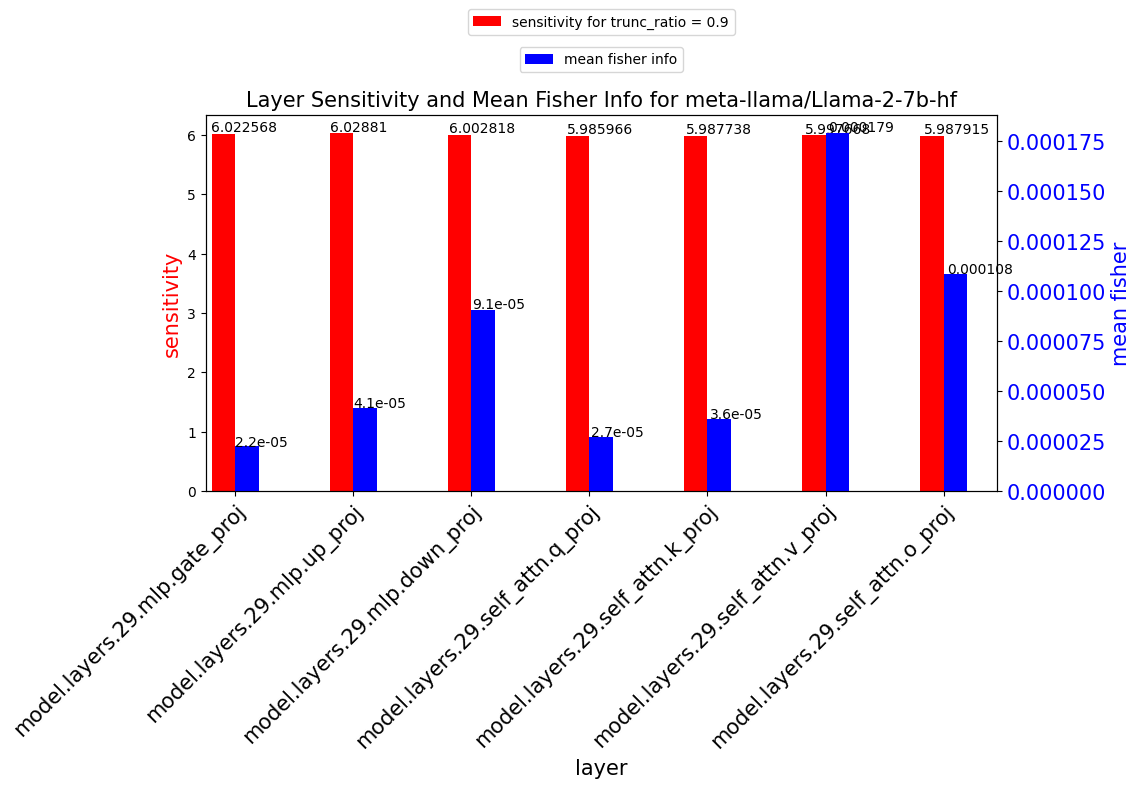 sensitivity for trunc_ratio = 0.9
mean fisher info
Layer Sensitivity and Mean Fisher Info for meta-llama/Llama-2-7b-hf
6.022568
6.02881
6.002818
5.985966
5.987738
5.997668
0.000179
5.987915
2.2e-05
4.1e-05
9.1e-05
2.7e-05
3.6e-05
0.000108
6
5
4
3
2
1
0
sensitivity
0.000175
0.000150
0.000125
0.000100
0.000075
0.000050
0.000025
0.000000
mean fisher
model.layers.29.mlp.gate_proj
model.layers.29.mlp.up_proj
model.layers.29.mlp.down_proj
model.layers.29.self_attn.q_proj
model.layers.29.self_attn.k_proj
model.layers.29.self_attn.v_proj
model.layers.29.self_attn.o_proj
layer